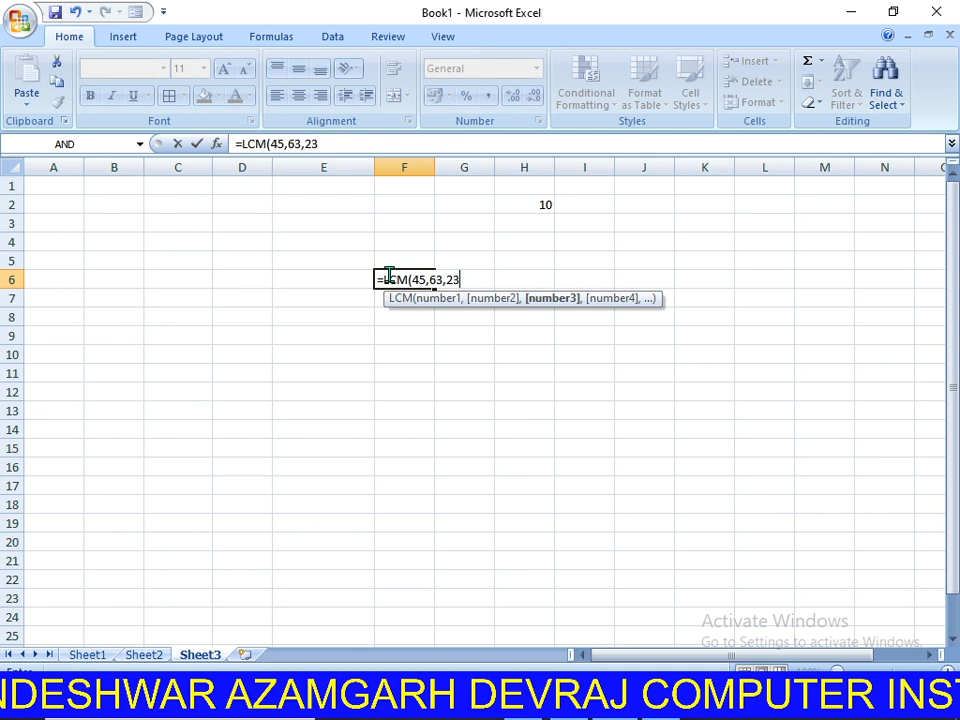 Book1 - Microsoft Excel
Home Insert Page Layout Formulas Data Review View
Paste
11
General
Conditional Formatting
Format as Table
Cell Styles
Insert
Delete
Format
Sort & Filter
Find & Select
Clipboard Font Alignment Number Styles Cells Editing
AND =LCM(45,63,23
A B C D E F G H I J K L M N
1
2 10
3
4
5
6 =LCM(45,63,23
7 LCM(number1, [number2], [number3], [number4], ...)
8
9
10
11
12
13
14
15
16
17
18
19
20
21
22
23
24
25
Activate Windows
Go to Settings to activate Windows.
Sheet1 Sheet2 Sheet3
NDESHWAR AZAMGARH DEVRAJ COMPUTER INS